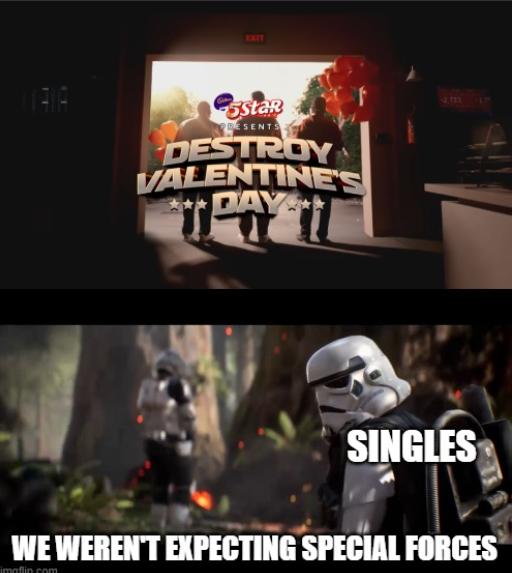 EXIT
Cadbury
5STAR
PRESENTS
DESTROY
VALENTINE'S
DAY
SINGLES
WE WEREN'T EXPECTING SPECIAL FORCES
imgflip.com